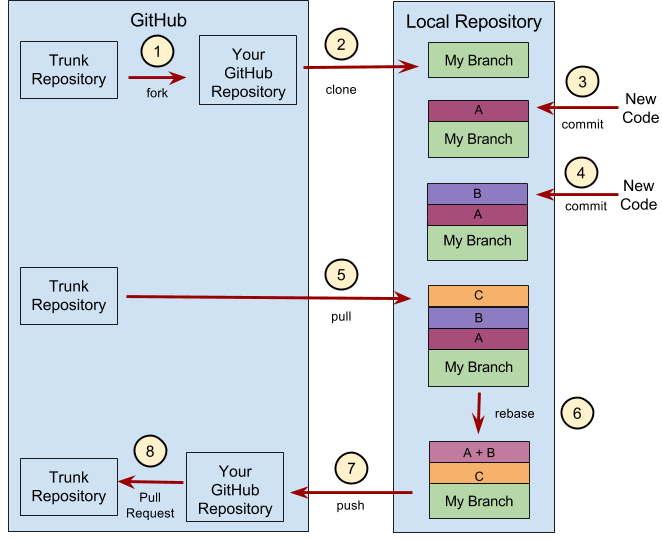 GitHub
Local Repository
Trunk
Repository
1
fork
Your
GitHub
Repository
2
clone
My Branch
3
commit
New
Code
A
My Branch
4
commit
New
Code
B
A
My Branch
Trunk
Repository
5
pull
C
B
A
My Branch
rebase
6
A + B
C
My Branch
7
push
Your
GitHub
Repository
8
Pull
Request
Trunk
Repository